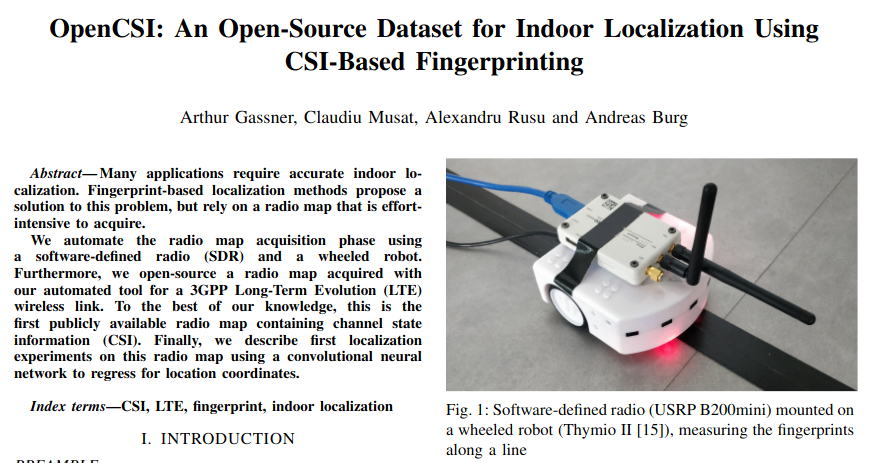 OpenCSI: An Open-Source Dataset for Indoor Localization Using
CSI-Based Fingerprinting
Arthur Gassner, Claudiu Musat, Alexandru Rusu and Andreas Burg
Abstract—Many applications require accurate indoor lo-
calization. Fingerprint-based localization methods propose a
solution to this problem, but rely on a radio map that is effort-
intensive to acquire.
We automate the radio map acquisition phase using
a software-defined radio (SDR) and a wheeled robot.
Furthermore, we open-source a radio map acquired with
our automated tool for a 3GPP Long-Term Evolution (LTE)
wireless link. To the best of our knowledge, this is the
first publicly available radio map containing channel state
information (CSI). Finally, we describe first localization
experiments on this radio map using a convolutional neural
network to regress for location coordinates.
Index terms—CSI, LTE, fingerprint, indoor localization
I. INTRODUCTION
Fig. 1: Software-defined radio (USRP B200mini) mounted on
a wheeled robot (Thymio II [15]), measuring the fingerprints
along a line